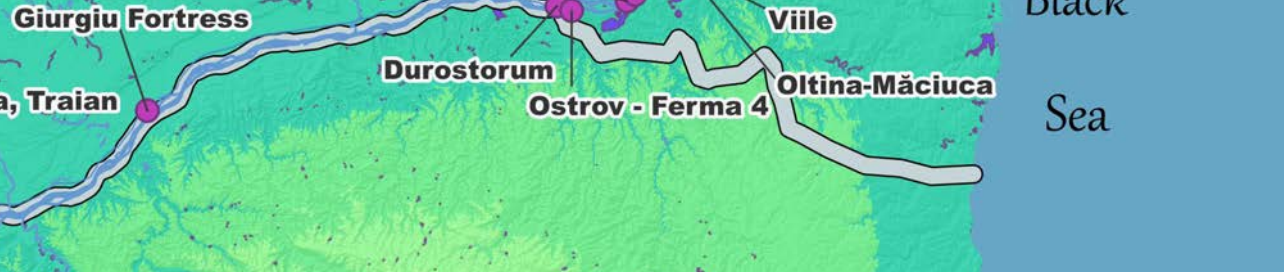 Black
Giurgiu Fortress
Viile
Durostorum
Oltina-Măciuca
a, Traian
Ostrov - Ferma 4
Sea